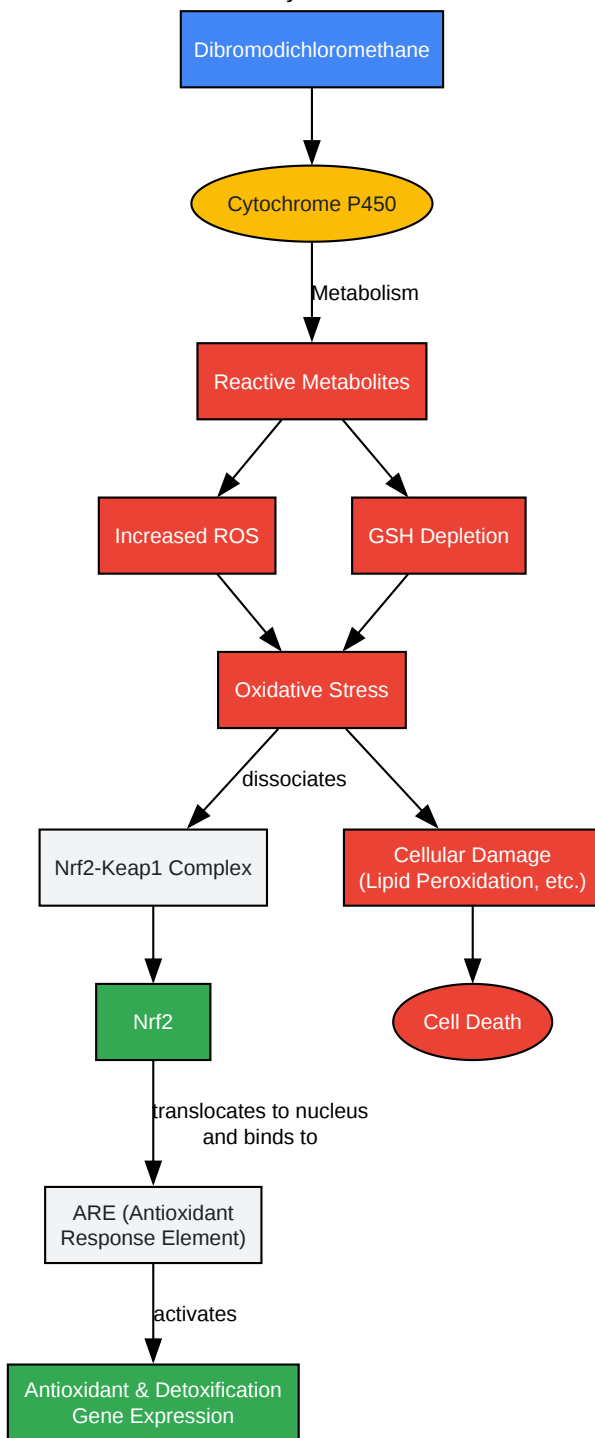 Dibromodichloromethane
Cytochrome P450
Metabolism
Reactive Metabolites
Increased ROS
GSH Depletion
Oxidative Stress
dissociates
Nrf2-Keap1 Complex
Cellular Damage
(Lipid Peroxidation, etc.)
Nrf2
Cell Death
translocates to nucleus
and binds to
ARE (Antioxidant
Response Element)
activates
Antioxidant & Detoxification
Gene Expression